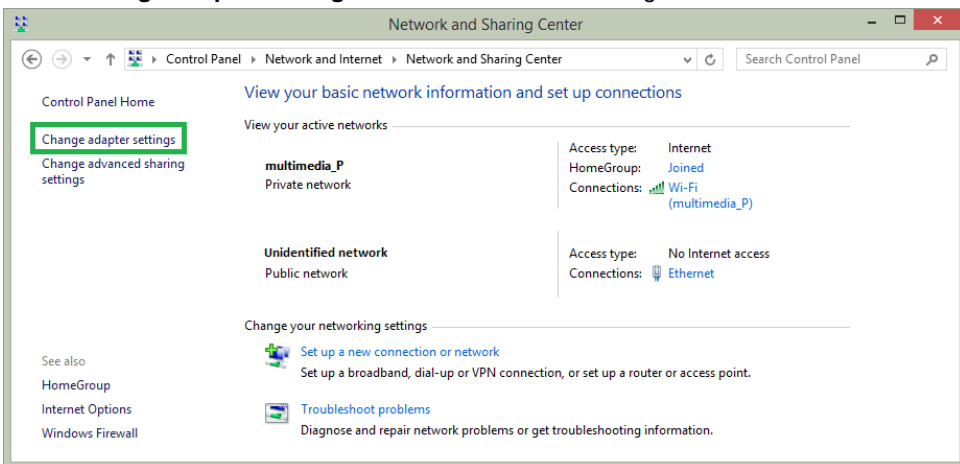 Network and Sharing Center
Control Panel Network and Internet Network and Sharing Center Search Control Panel
Control Panel Home
Change adapter settings
Change advanced sharing
settings
See also
HomeGroup
Internet Options
Windows Firewall
View your basic network information and set up connections
View your active networks
multimedia_P
Private network
Access type: Internet
HomeGroup: Joined
Connections: Wi-Fi
(multimedia_P)
Unidentified network
Public network
Access type: No Internet access
Connections: Ethernet
Change your networking settings
Set up a new connection or network
Set up a broadband, dial-up or VPN connection, or set up a router or access point.
Troubleshoot problems
Diagnose and repair network problems or get troubleshooting information.